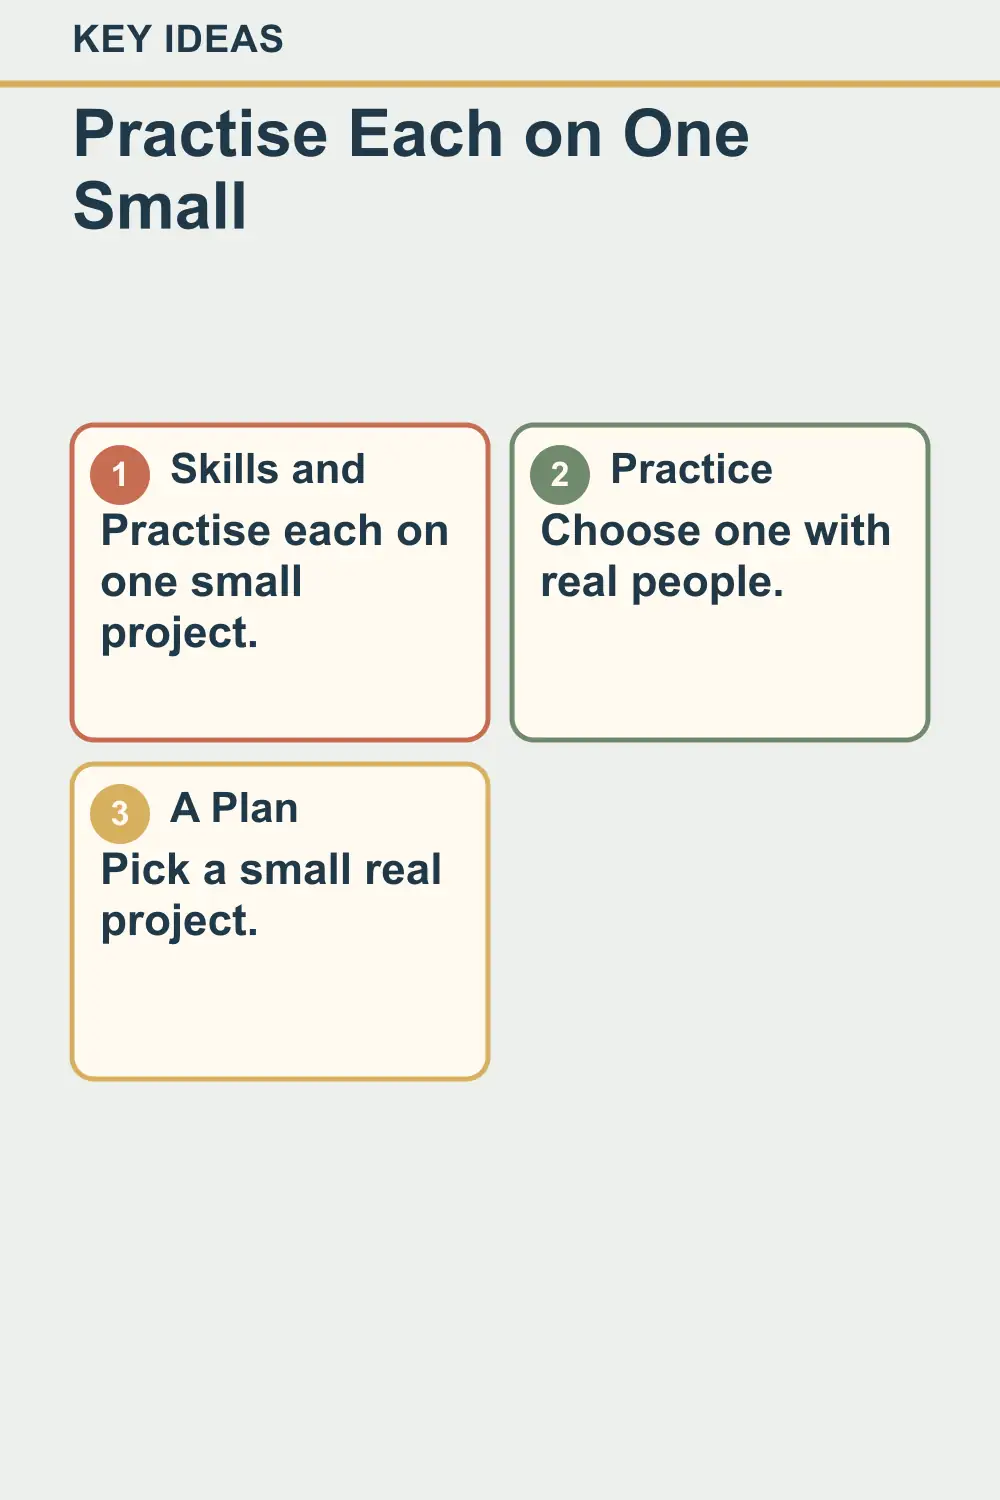 KEY IDEAS
Practise Each on One
Small
1 Skills and
Practise each on
one small
project.
2 Practice
Choose one with
real people.
3 A Plan
Pick a small real
project.